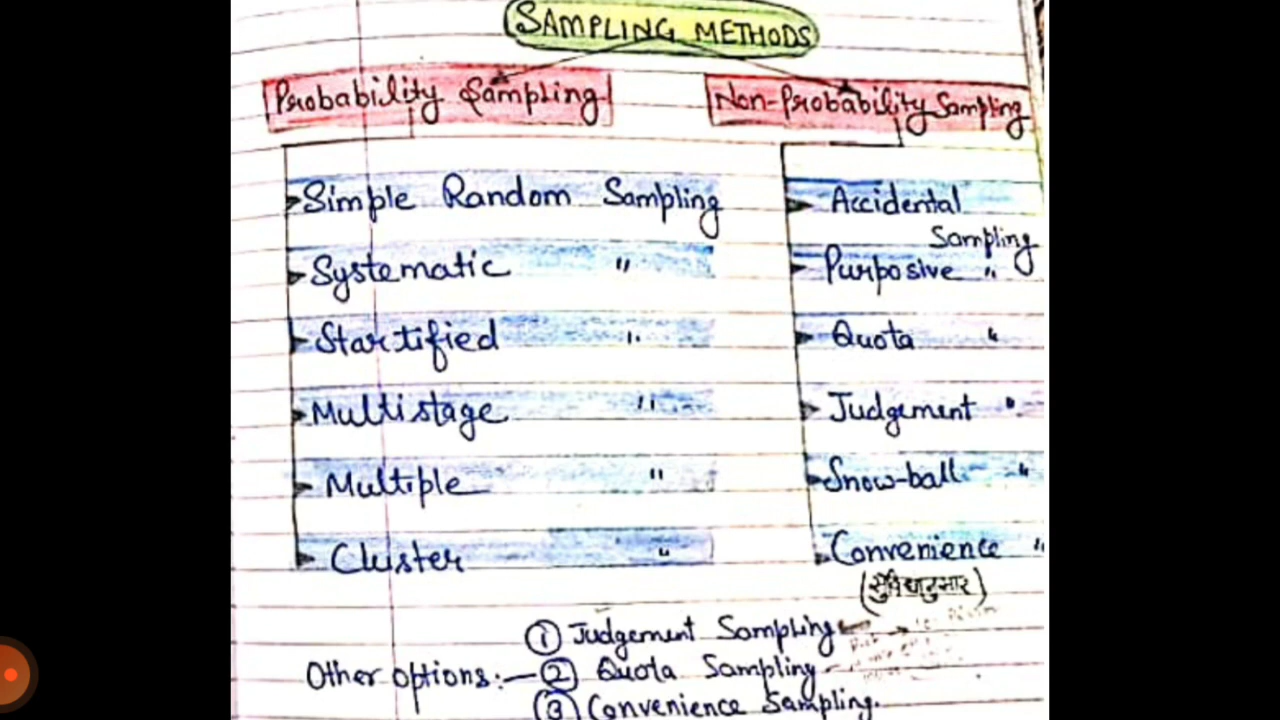 SAMPLING METHODS
Probability Sampling
Simple Random Sampling
Systematic "
Startified "
Multistage "
Multiple "
Cluster "
Non-Probability Sampling
Accidental
Sampling
Purposive "
Quota "
Judgement "
Snow-ball "
Convenience "
(सुविधानुसार)
Other options:- ① Judgement Sampling
② Quota Sampling
③ Convenience Sampling.